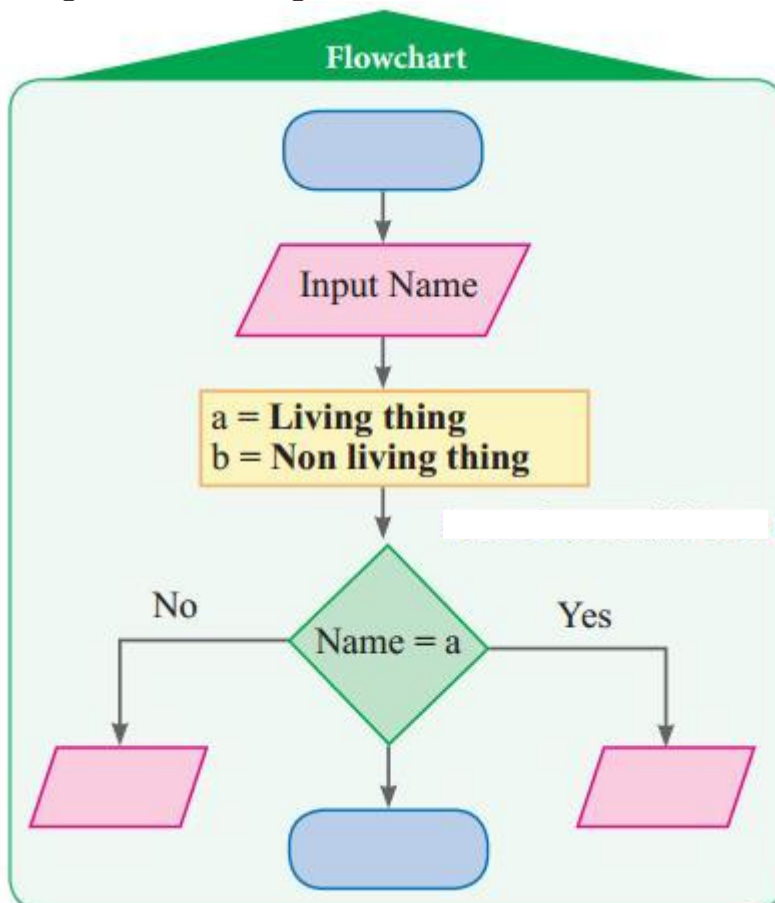 Flowchart
Input Name
a = Living thing
b = Non living thing
No
Yes
Name = a